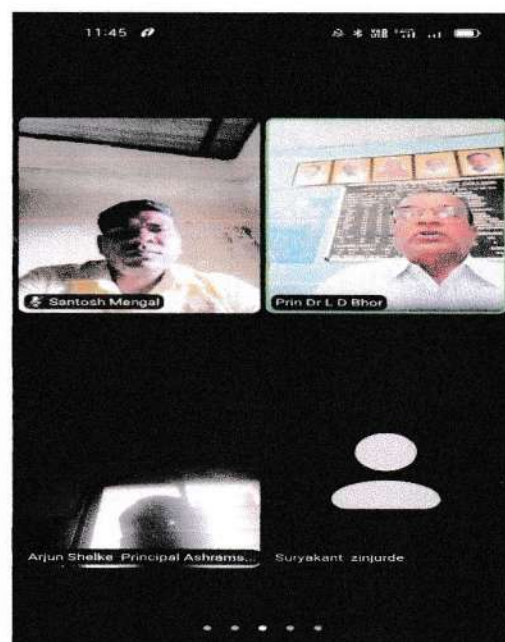 11:45
Santosh Mengal
Prin Dr L D Bhor
Arjun Shelke Principal Ashrams...
Suryakant zinjurde